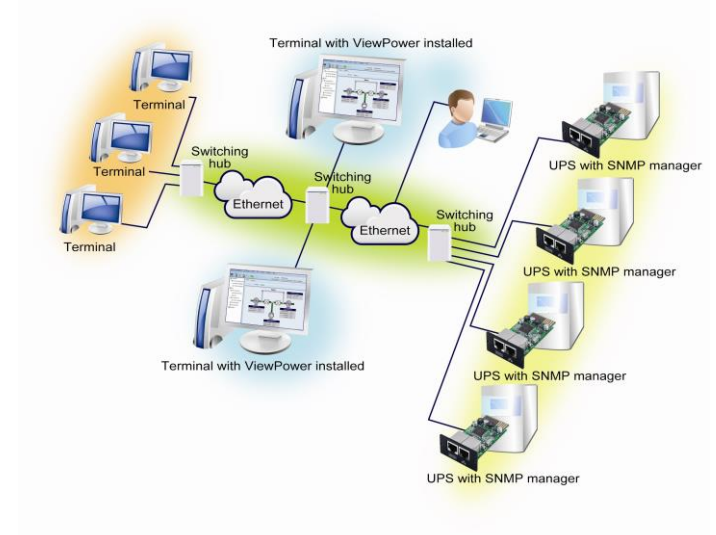 Terminal with ViewPower installed
Terminal
Terminal
Terminal
Switching
hub
Ethernet
Switching
hub
Ethernet
Switching
hub
Terminal with ViewPower installed
UPS with SNMP manager
UPS with SNMP manager
UPS with SNMP manager
UPS with SNMP manager